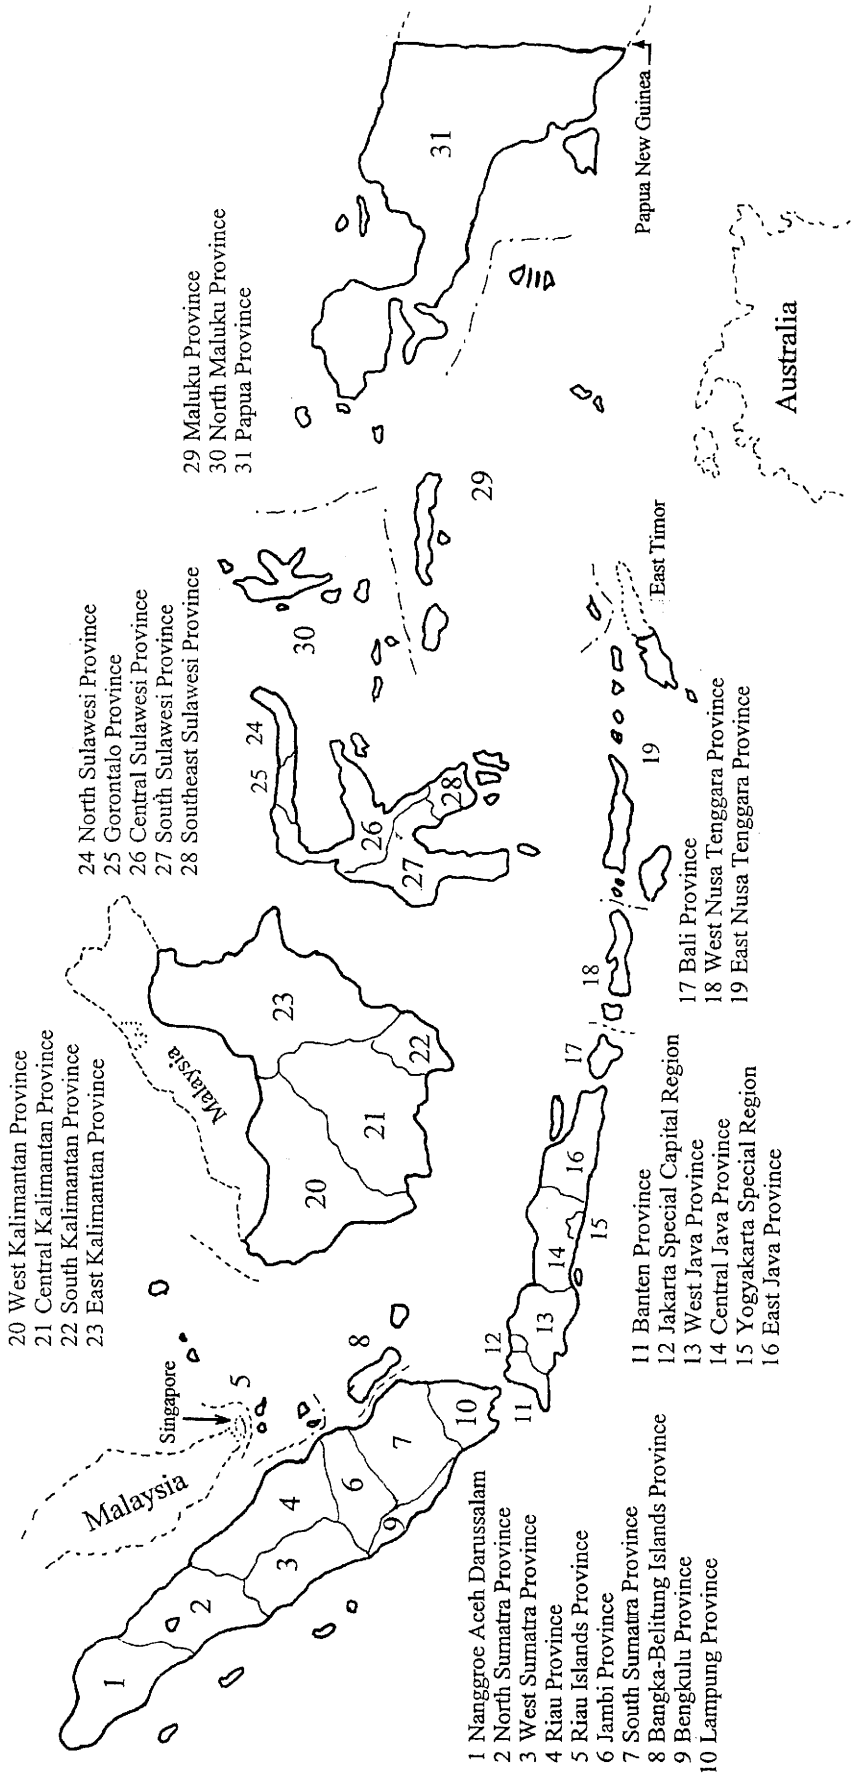 20 West Kalimantan Province
21 Central Kalimantan Province
22 South Kalimantan Province
23 East Kalimantan Province
24 North Sulawesi Province
25 Gorontalo Province
26 Central Sulawesi Province
27 South Sulawesi Province
28 Southeast Sulawesi Province
29 Maluku Province
30 North Maluku Province
31 Papua Province
Malaysia
Singapore
5
Malaysia
1
2
3
4
6
7
8
9
10
11
12
13
14
15
16
17
18
19
20
21
22
23
24
25
26
27
28
29
30
31
East Timor
Papua New Guinea
Australia
1 Nanggroe Aceh Darussalam
2 North Sumatra Province
3 West Sumatra Province
4 Riau Province
5 Riau Islands Province
6 Jambi Province
7 South Sumatra Province
8 Bangka-Belitung Islands Province
9 Bengkulu Province
10 Lampung Province
11 Banten Province
12 Jakarta Special Capital Region
13 West Java Province
14 Central Java Province
15 Yogyakarta Special Region
16 East Java Province
17 Bali Province
18 West Nusa Tenggara Province
19 East Nusa Tenggara Province